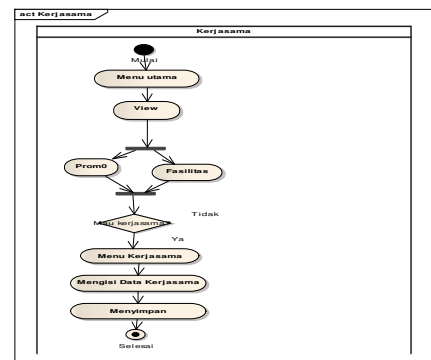 act Kerjasama
Kerjasama
Mulai
Menu utama
View
Prom0
Fasilitas
Tidak
Mau kerjasama?
Ya
Menu Kerjasama
Mengisi Data Kerjasama
Menyimpan
Selesai